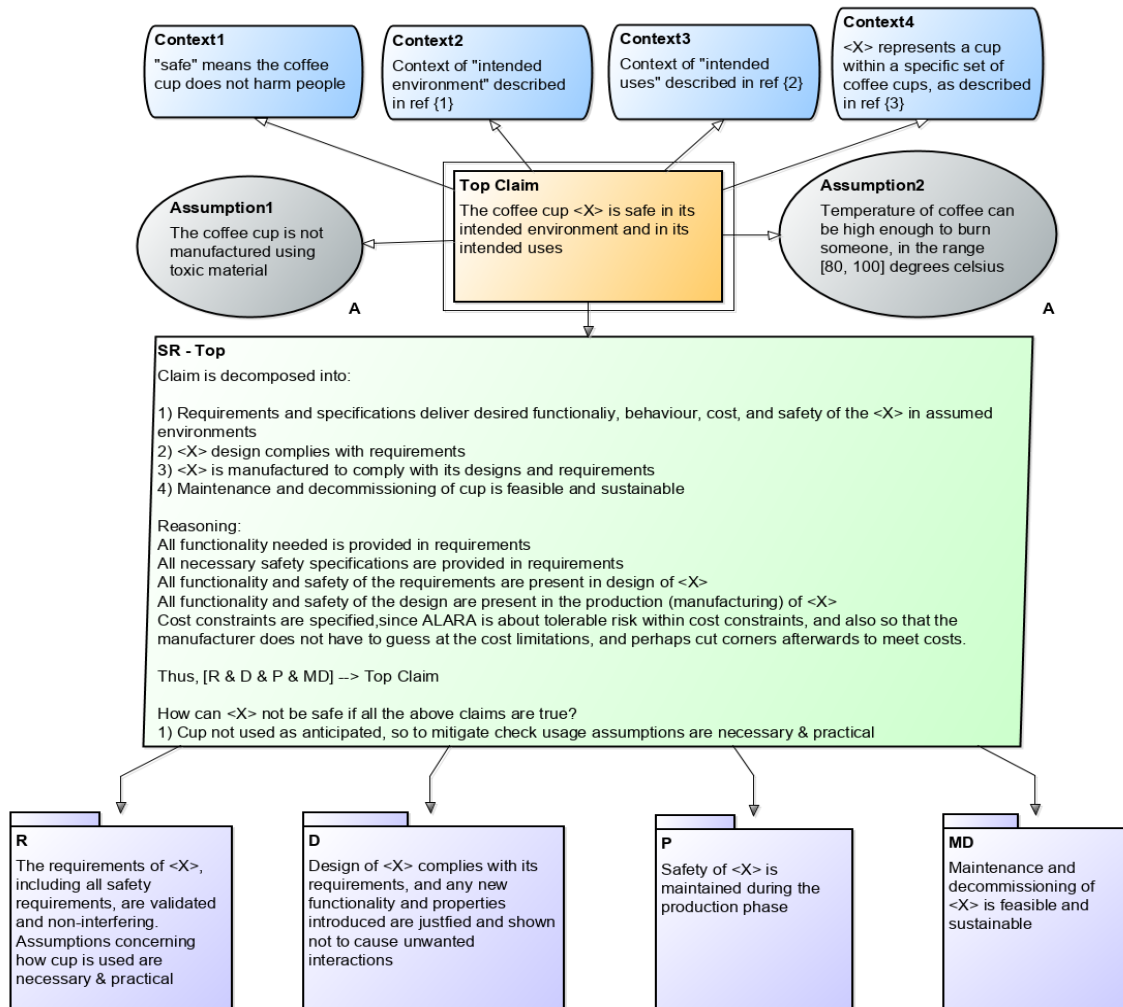 Context1
"safe" means the coffee
cup does not harm people
Context2
Context of "intended
environment" described
in ref {1}
Context3
Context of "intended
uses" described in ref {2}
Context4
<X> represents a cup
within a specific set of
coffee cups, as described
in ref {3}
Assumption1
The coffee cup is not
manufactured using
toxic material
A
Top Claim
The coffee cup <X> is safe in its
intended environment and in its
intended uses
Assumption2
Temperature of coffee can
be high enough to burn
someone, in the range
[80, 100] degrees celsius
A
SR - Top
Claim is decomposed into:
1) Requirements and specifications deliver desired functionaliy, behaviour, cost, and safety of the <X> in assumed
environments
2) <X> design complies with requirements
3) <X> is manufactured to comply with its designs and requirements
4) Maintenance and decommissioning of cup is feasible and sustainable
Reasoning:
All functionality needed is provided in requirements
All necessary safety specifications are provided in requirements
All functionality and safety of the requirements are present in design of <X>
All functionality and safety of the design are present in the production (manufacturing) of <X>
Cost constraints are specified,since ALARA is about tolerable risk within cost constraints, and also so that the
manufacturer does not have to guess at the cost limitations, and perhaps cut corners afterwards to meet costs.
Thus, [R & D & P & MD] --> Top Claim
How can <X> not be safe if all the above claims are true?
1) Cup not used as anticipated, so to mitigate check usage assumptions are necessary & practical
R
The requirements of <X>,
including all safety
requirements, are validated
and non-interfering.
Assumptions concerning
how cup is used are
necessary & practical
D
Design of <X> complies with its
requirements, and any new
functionality and properties
introduced are justfied and shown
not to cause unwanted
interactions
P
Safety of <X> is
maintained during the
production phase
MD
Maintenance and
decommissioning of
<X> is feasible and
sustainable